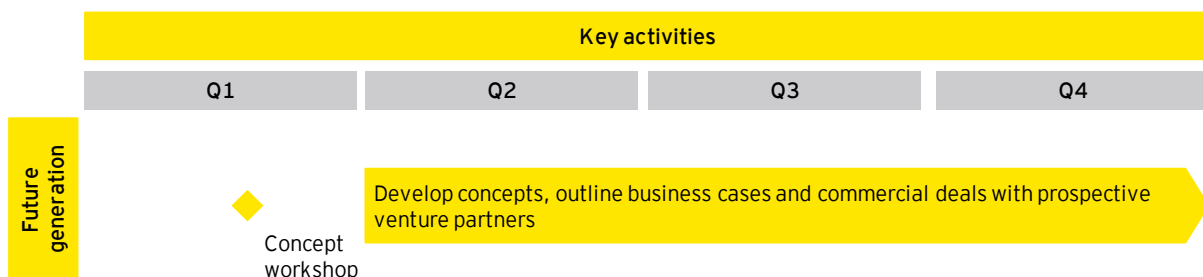 Key activities
Q1
Q2
Q3
Q4
Future
generation
Concept
workshop
Develop concepts, outline business cases and commercial deals with prospective
venture partners